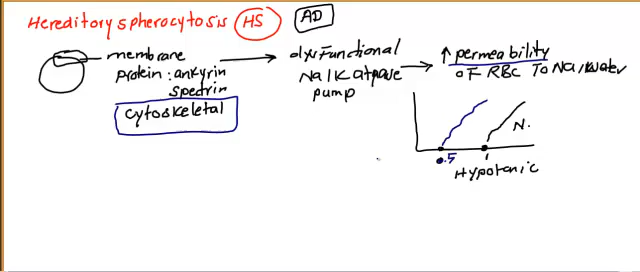 Hereditory spherocytosis HS AD
membrane
protein : ankyrin
spectrin
cytoskeletal
dysfunctional
Na/K atpase
pump
↑ permeability
of RBC To Na/water
N.
0.5 1
Hypotonic